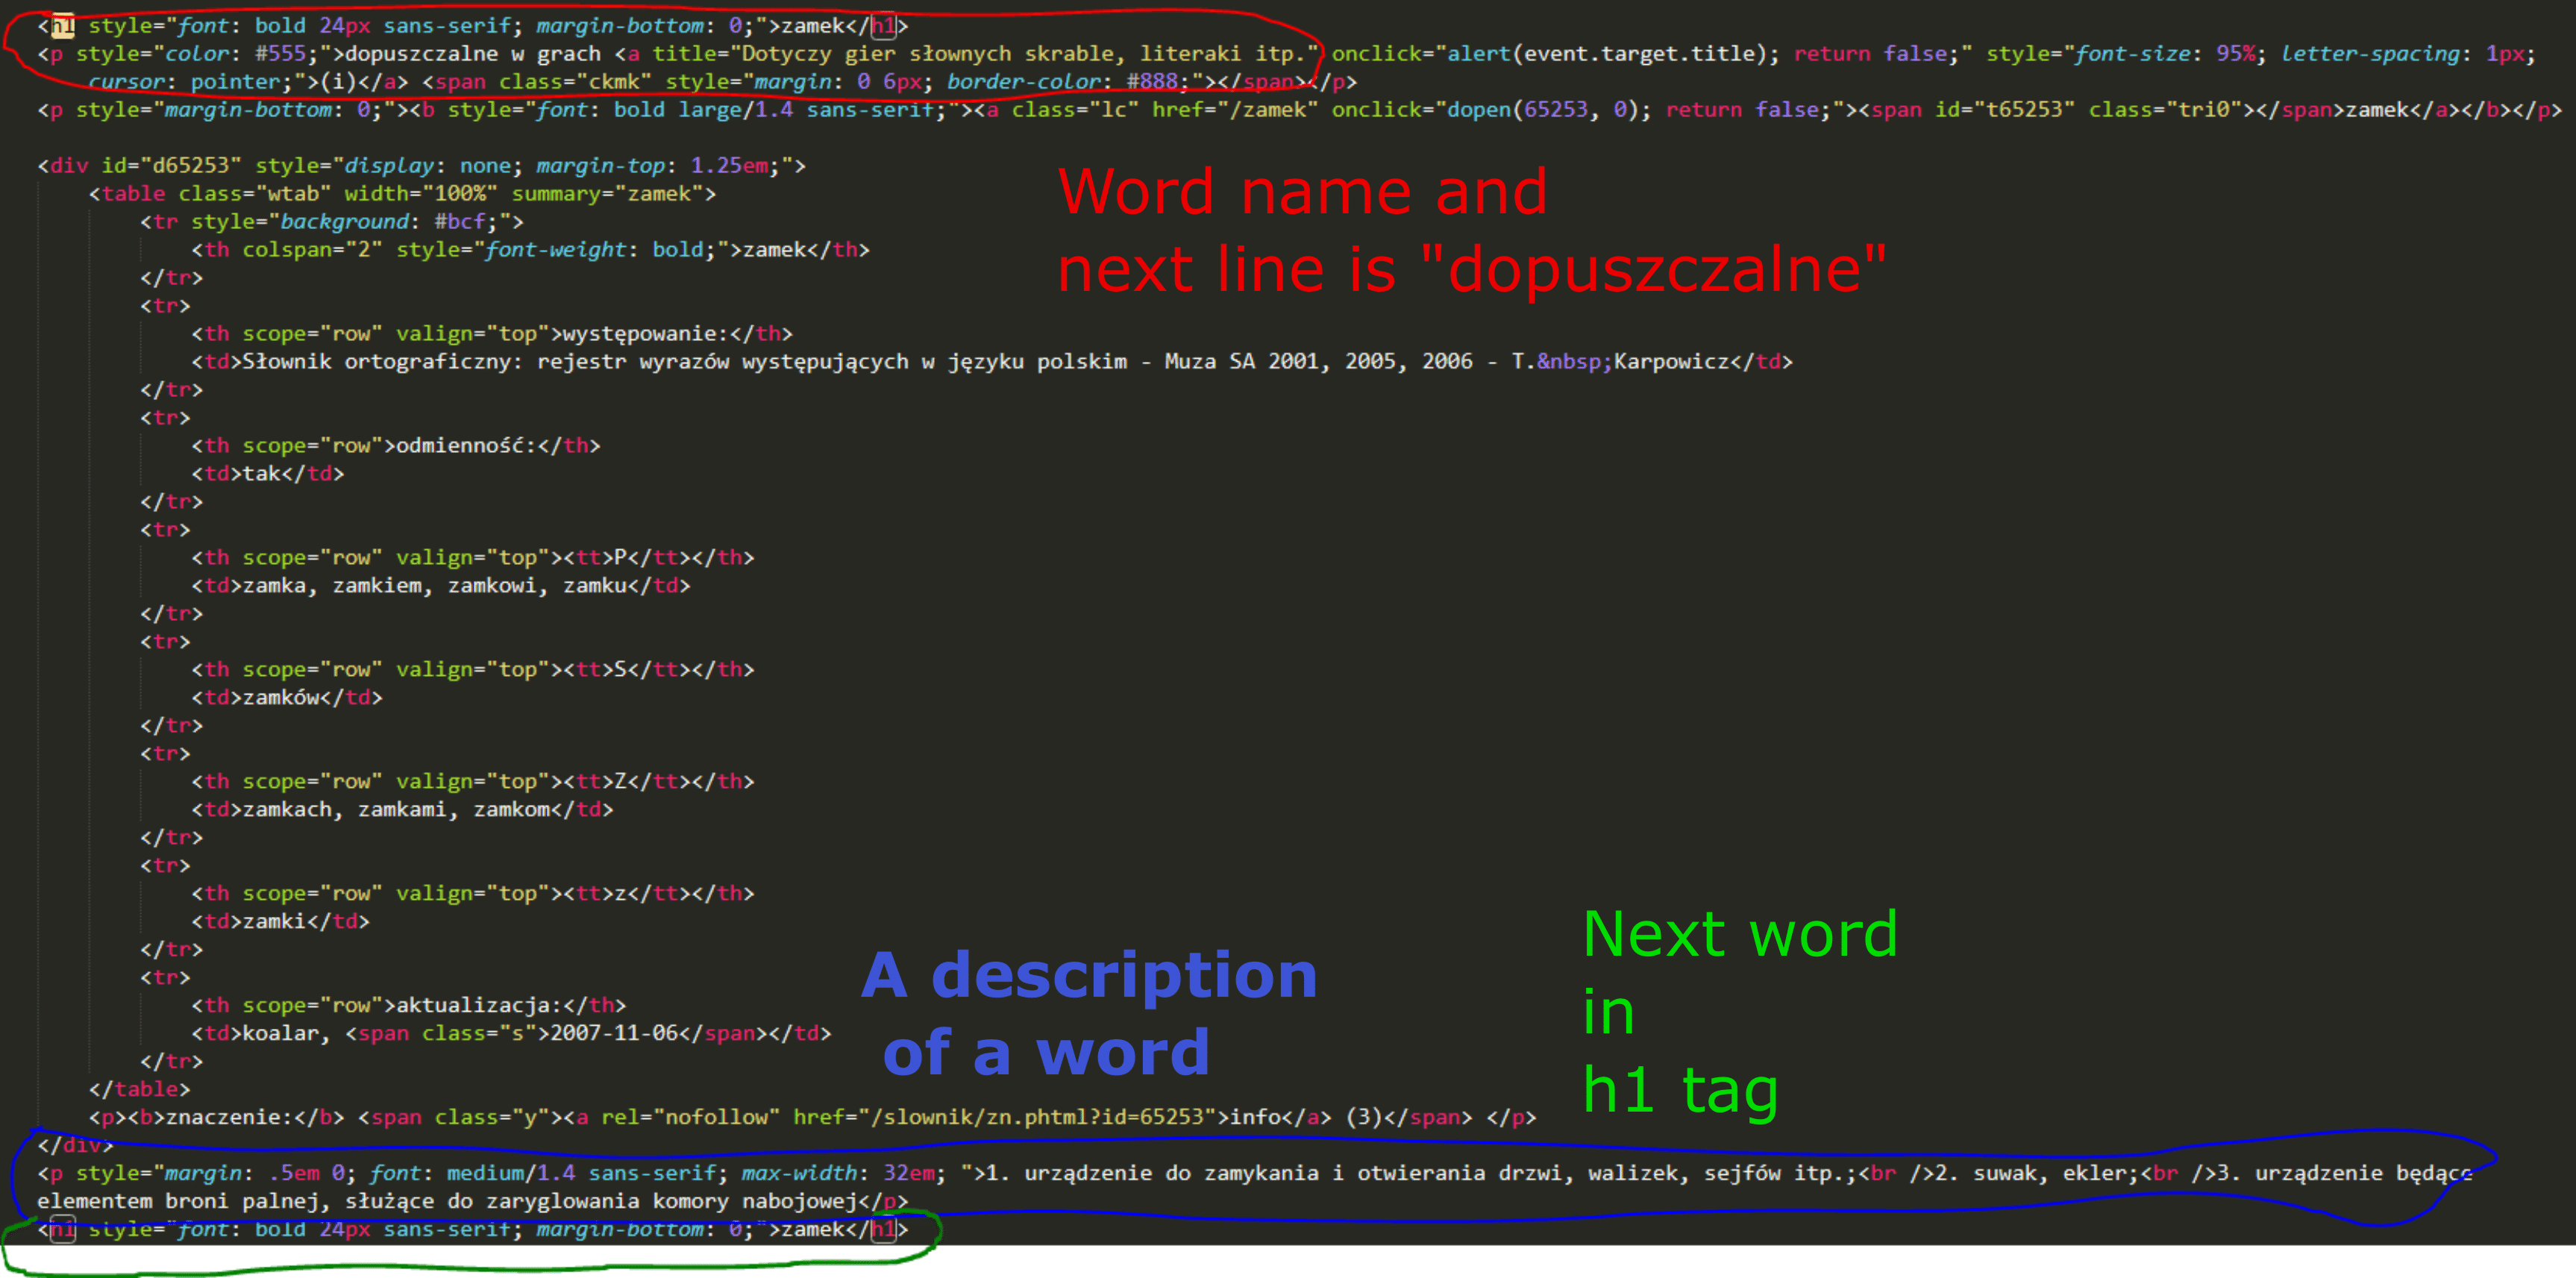 <h1 style="font: bold 24px sans-serif; margin-bottom: 0;">zamek</h1>
<p style="color: #555;">dopuszczalne w grach <a title="Dotyczy gier słownych skrable, literaki itp." onclick="alert(event.target.title); return false;" style="font-size: 95%; letter-spacing: 1px;
cursor: pointer;">(i)</a> <span class="ckmk" style="margin: 0 6px; border-color: #888;"></span></p>
<p style="margin-bottom: 0;"><b style="font: bold large/1.4 sans-serif;"><a class="lc" href="/zamek" onclick="dopen(65253, 0); return false;"><span id="t65253" class="tri0"></span>zamek</a></b></p>
<div id="d65253" style="display: none; margin-top: 1.25em;">
<table class="wtab" width="100%" summary="zamek">
<tr style="background: #bcf;">
<th colspan="2" style="font-weight: bold;">zamek</th>
</tr>
<tr>
Word name and
next line is "dopuszczalne"
<th scope="row" valign="top">występowanie:</th>
<td>Słownik ortograficzny: rejestr wyrazów występujących w języku polskim - Muza SA 2001, 2005, 2006 - T.&nbsp;Karpowicz</td>
</tr>
<tr>
<th scope="row">odmienność:</th>
<td>tak</td>
</tr>
<tr>
<th scope="row" valign="top"><tt>P</tt></th>
<td>zamka, zamkiem, zamkowi, zamku</td>
</tr>
<tr>
<th scope="row" valign="top"><tt>S</tt></th>
<td>zamków</td>
</tr>
<tr>
<th scope="row" valign="top"><tt>Z</tt></th>
<td>zamkach, zamkami, zamkom</td>
</tr>
<tr>
<th scope="row" valign="top"><tt>z</tt></th>
<td>zamki</td>
</tr>
<tr>
<th scope="row">aktualizacja:</th>
<td>koalar, <span class="s">2007-11-06</span></td>
</tr>
</table>
A description
of a word
Next word
in
h1 tag
<p><b>znaczenie:</b> <span class="y"><a rel="nofollow" href="/slownik/zn.phtml?id=65253">info</a> (3)</span> </p>
</div>
<p style="margin: .5em 0; font: medium/1.4 sans-serif; max-width: 32em; ">1. urządzenie do zamykania i otwierania drzwi, walizek, sejfów itp.;<br />2. suwak, ekler;<br />3. urządzenie będące
elementem broni palnej, służące do zaryglowania komory nabojowej</p>
<h1 style="font: bold 24px sans-serif; margin-bottom: 0;">zamek</h1>